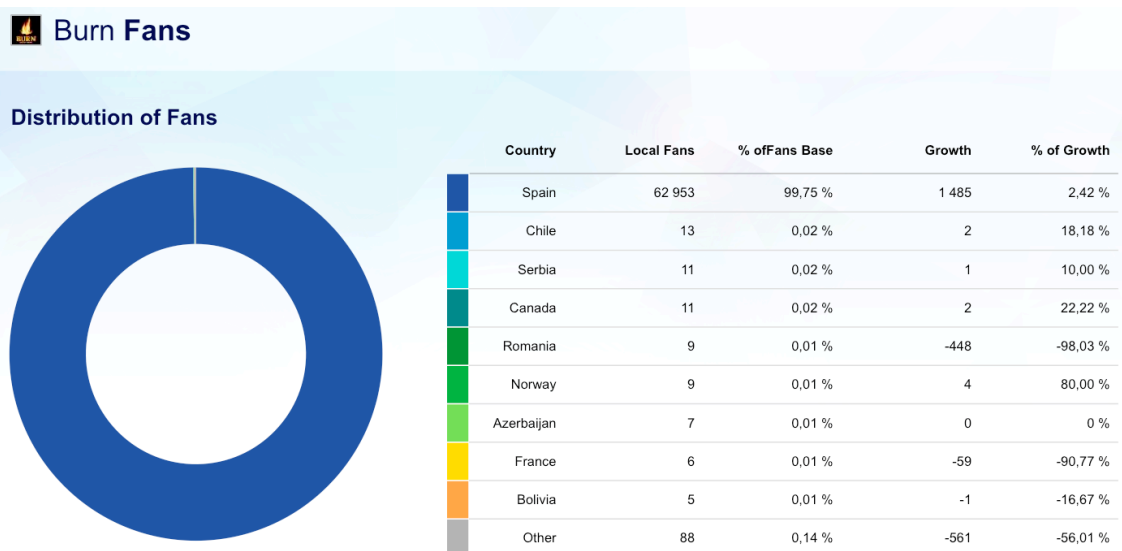 BURN
Burn Fans
Distribution of Fans
Country Local Fans % ofFans Base Growth % of Growth
Spain 62 953 99,75 % 1 485 2,42 %
Chile 13 0,02 % 2 18,18 %
Serbia 11 0,02 % 1 10,00 %
Canada 11 0,02 % 2 22,22 %
Romania 9 0,01 % -448 -98,03 %
Norway 9 0,01 % 4 80,00 %
Azerbaijan 7 0,01 % 0 0 %
France 6 0,01 % -59 -90,77 %
Bolivia 5 0,01 % -1 -16,67 %
Other 88 0,14 % -561 -56,01 %